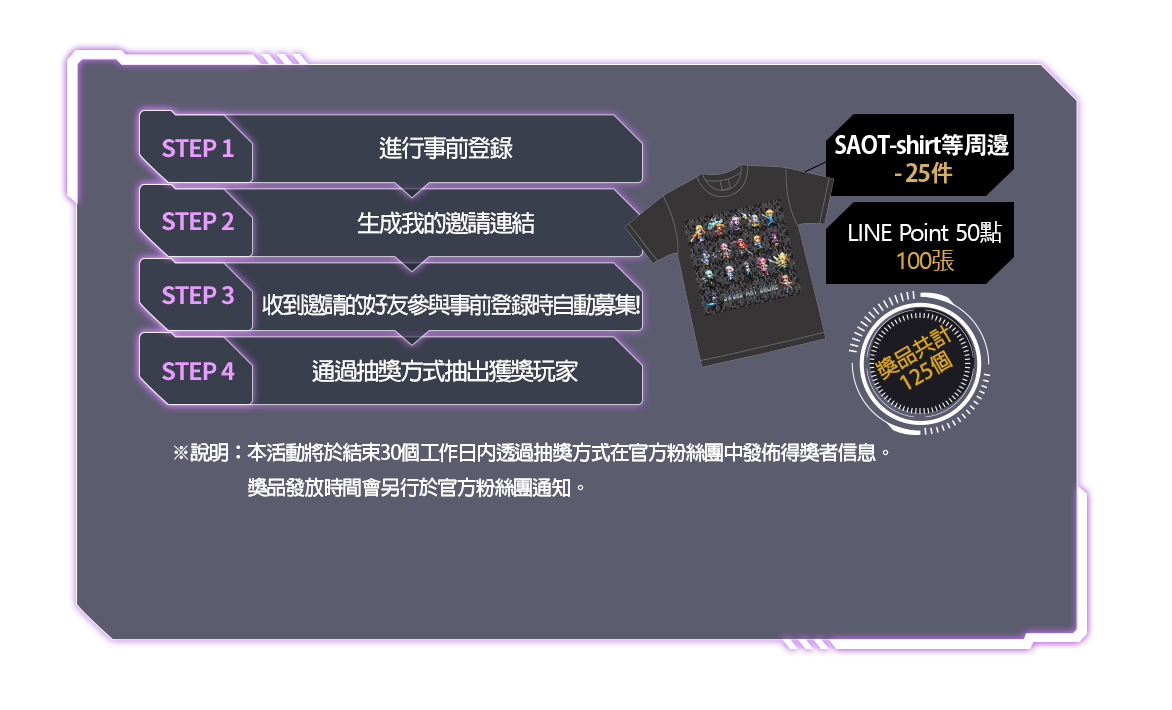 STEP 1
進行事前登錄
STEP 2
生成我的邀請連結
STEP 3
收到邀請的好友參與事前登錄時自動募集!
STEP 4
通過抽獎方式抽出獲獎玩家
SAOT-shirt等周邊
- 25件
LINE Point 50點
100張
SWORD ART ONLINE
獎品共計
125個
※說明：本活動將於結束30個工作日内透過抽獎方式在官方粉絲團中發佈得獎者信息。
獎品發放時間會另行於官方粉絲團通知。